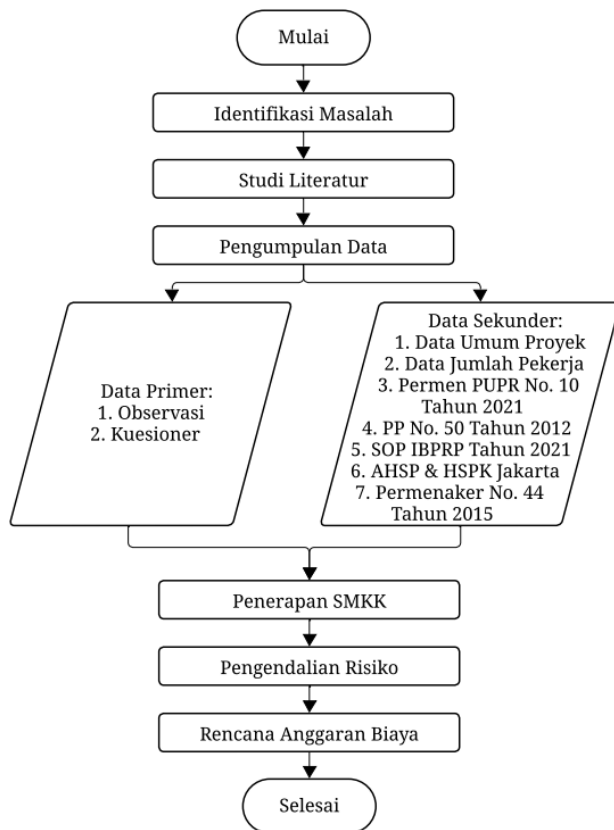 Mulai
Identifikasi Masalah
Studi Literatur
Pengumpulan Data
Data Primer:
1. Observasi
2. Kuesioner
Data Sekunder:
1. Data Umum Proyek
2. Data Jumlah Pekerja
3. Permen PUPR No. 10
Tahun 2021
4. PP No. 50 Tahun 2012
5. SOP IBPRP Tahun 2021
6. AHSP & HSPK Jakarta
7. Permenaker No. 44
Tahun 2015
Penerapan SMKK
Pengendalian Risiko
Rencana Anggaran Biaya
Selesai